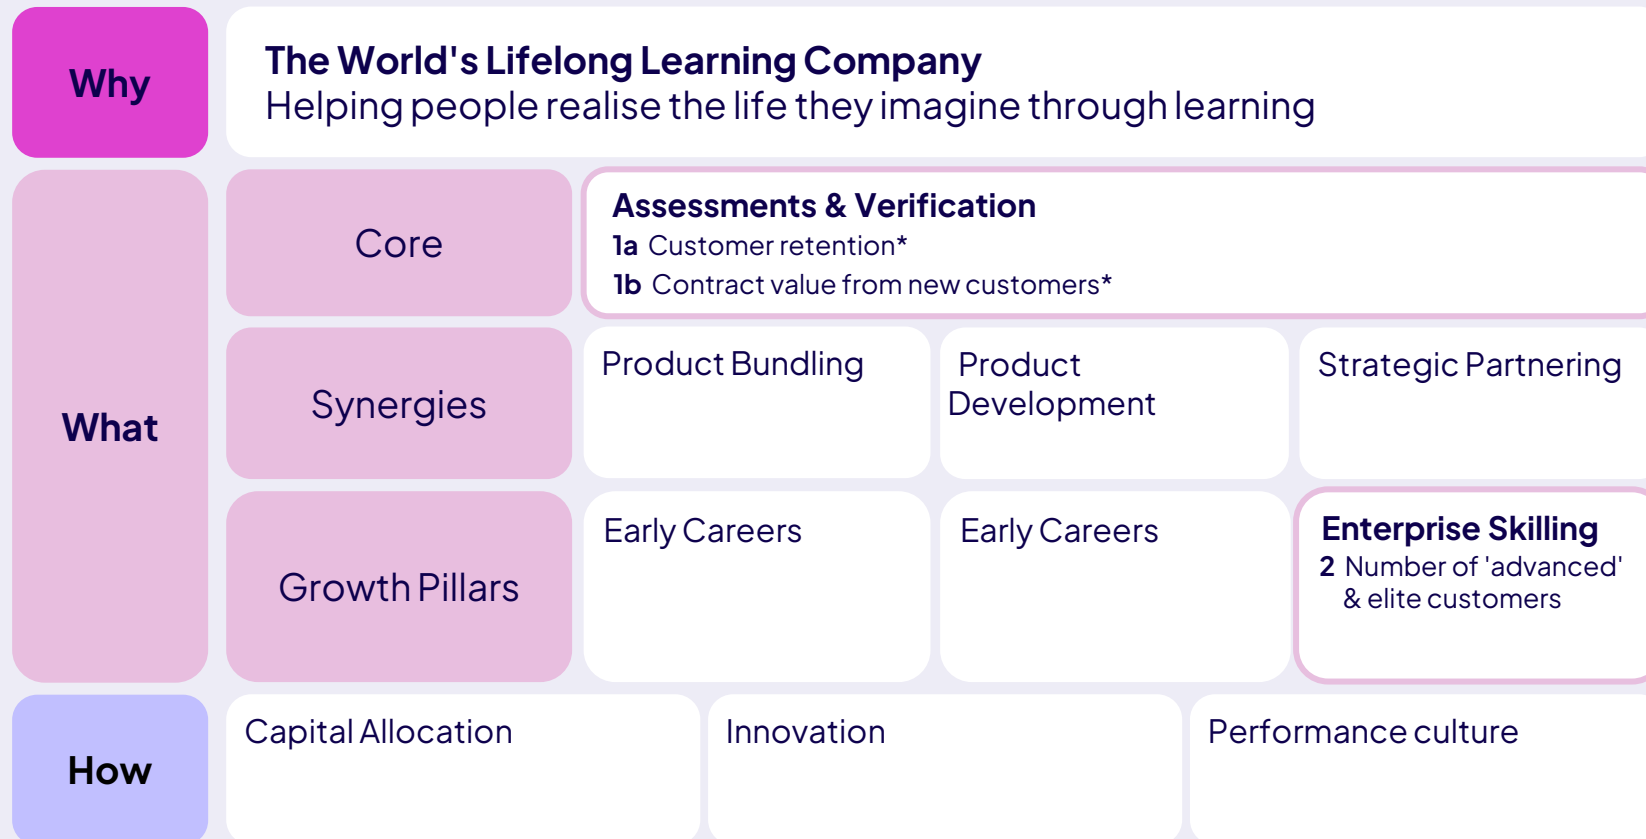 Why
The World's Lifelong Learning Company
Helping people realise the life they imagine through learning
What
Core
Assessments & Verification
1a Customer retention*
1b Contract value from new customers*
Synergies
Product Bundling
Product
Development
Strategic Partnering
Growth Pillars
Early Careers
Early Careers
Enterprise Skilling
2 Number of 'advanced'
& elite customers
How
Capital Allocation
Innovation
Performance culture